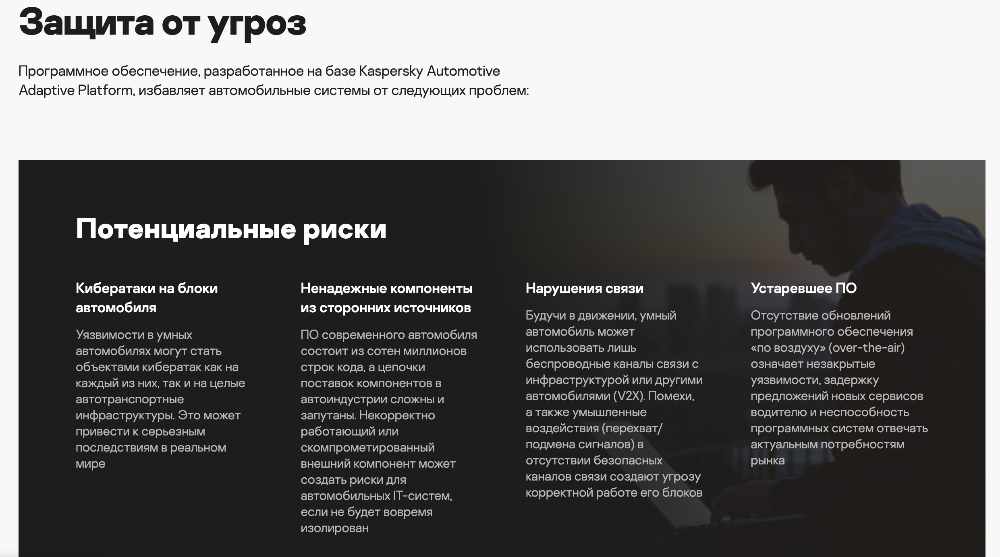 Защита от угроз
Программное обеспечение, разработанное на базе Kaspersky Automotive
Adaptive Platform, избавляет автомобильные системы от следующих проблем:
Потенциальные риски
Кибератаки на блоки
автомобиля
Уязвимости в умных
автомобилях могут стать
объектами кибератак как на
каждый из них, так и на целые
автотранспортные
инфраструктуры. Это может
привести к серьезным
последствиям в реальном
мире
Ненадежные компоненты
из сторонних источников
ПО современного автомобиля
состоит из сотен миллионов
строк кода, а цепочки
поставок компонентов в
автоиндустрии сложны и
запутаны. Некорректно
работающий или
скомпрометированный
внешний компонент может
создать риски для
автомобильных IT-систем,
если не будет вовремя
изолирован
Нарушения связи
Будучи в движении, умный
автомобиль может
использовать лишь
беспроводные каналы связи с
инфраструктурой или другими
автомобилями (V2X). Помехи,
а также умышленные
воздействия (перехват/
подмена сигналов) в
отсутствии безопасных
каналов связи создают угрозу
корректной работе его блоков
Устаревшее ПО
Отсутствие обновлений
программного обеспечения
«по воздуху» (over-the-air)
означает незакрытые
уязвимости, задержку
предложений новых сервисов
водителю и неспособность
программных систем отвечать
актуальным потребностям
рынка